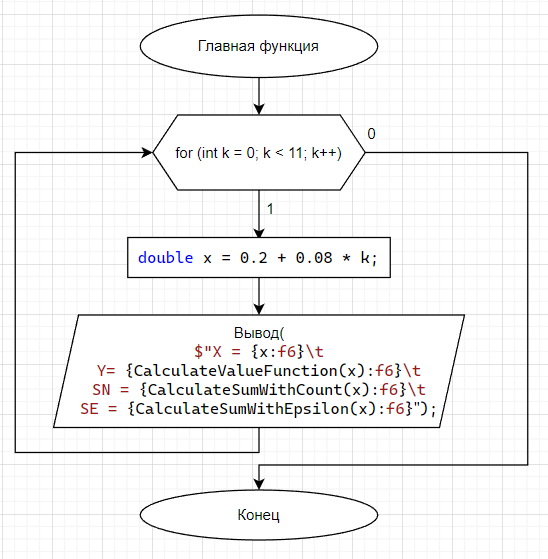 Главная функция
for (int k = 0; k < 11; k++)
0
1
double x = 0.2 + 0.08 * k;
Вывод(
$"X = {x:f6}\t
Y= {CalculateValueFunction(x):f6}\t
SN = {CalculateSumWithCount(x):f6}\t
SE = {CalculateSumWithEpsilon(x):f6}");
Конец